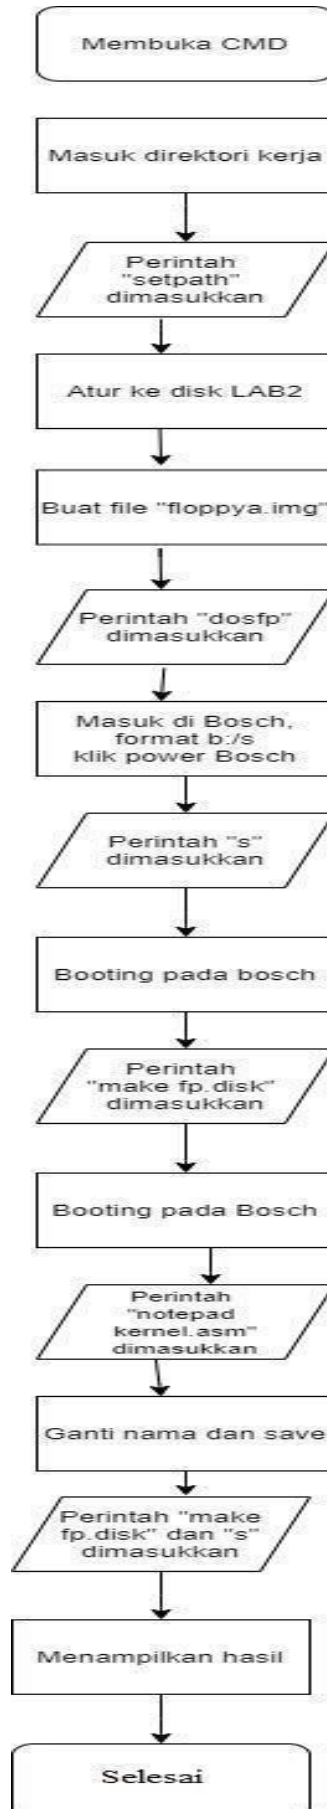 Membuka CMD
Masuk direktori kerja
Perintah
"setpath"
dimasukkan
Atur ke disk LAB2
Buat file "floppya.img"
Perintah "dosfp"
dimasukkan
Masuk di Bosch,
format b:/s
klik power Bosch
Perintah "s"
dimasukkan
Booting pada bosch
Perintah
"make fp.disk"
dimasukkan
Booting pada Bosch
Perintah
"notepad
kernel.asm"
dimasukkan
Ganti nama dan save
Perintah "make
fp.disk" dan "s"
dimasukkan
Menampilkan hasil
Selesai